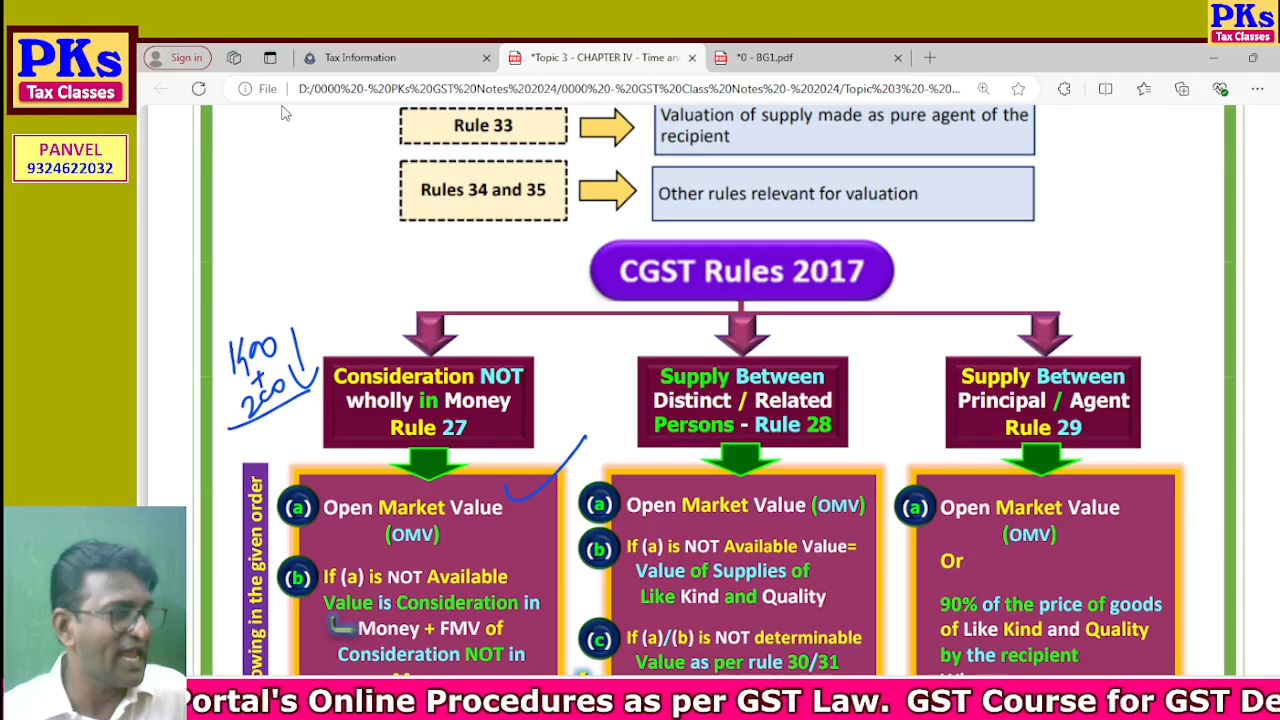 PKs
Tax Classes
PANVEL
9324622032
PKs
Tax Classes
Sign in
Tax Information
*Topic 3 - CHAPTER IV - Time an
*0 - BG1.pdf
File
D:/0000%20-%20PKs%20GST%20Notes%202024/0000%20-%20GST%20Class%20Notes%20%202024/Topic%203%20-%20...
Rule 33
Valuation of supply made as pure agent of the
recipient
Rules 34 and 35
Other rules relevant for valuation
CGST Rules 2017
+
200
Consideration NOT
wholly in Money
Rule 27
Supply Between
Distinct / Related
Persons - Rule 28
Supply Between
Principal / Agent
Rule 29
owing in the given order
(a) Open Market Value
(OMV)
(b) If (a) is NOT Available
Value is Consideration in
Money + FMV of
Consideration NOT in
(a) Open Market Value (OMV)
(b) If (a) is NOT Available Value=
Value of Supplies of
Like Kind and Quality
(c) If (a)/(b) is NOT determinable
Value as per rule 30/31
(a) Open Market Value
(OMV)
Or
90% of the price of goods
of Like Kind and Quality
by the recipient
Portal's Online Procedures as per GST Law. GST Course for GST De